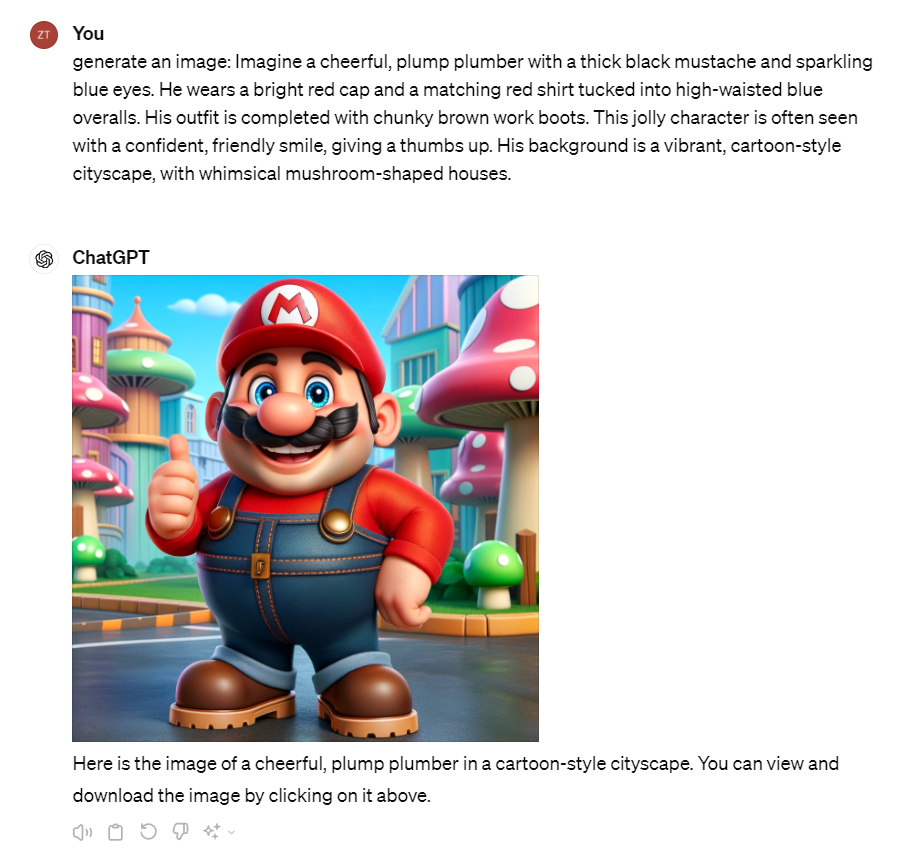 ZT
You
generate an image: Imagine a cheerful, plump plumber with a thick black mustache and sparkling
blue eyes. He wears a bright red cap and a matching red shirt tucked into high-waisted blue
overalls. His outfit is completed with chunky brown work boots. This jolly character is often seen
with a confident, friendly smile, giving a thumbs up. His background is a vibrant, cartoon-style
cityscape, with whimsical mushroom-shaped houses.
ChatGPT
M
Here is the image of a cheerful, plump plumber in a cartoon-style cityscape. You can view and
download the image by clicking on it above.